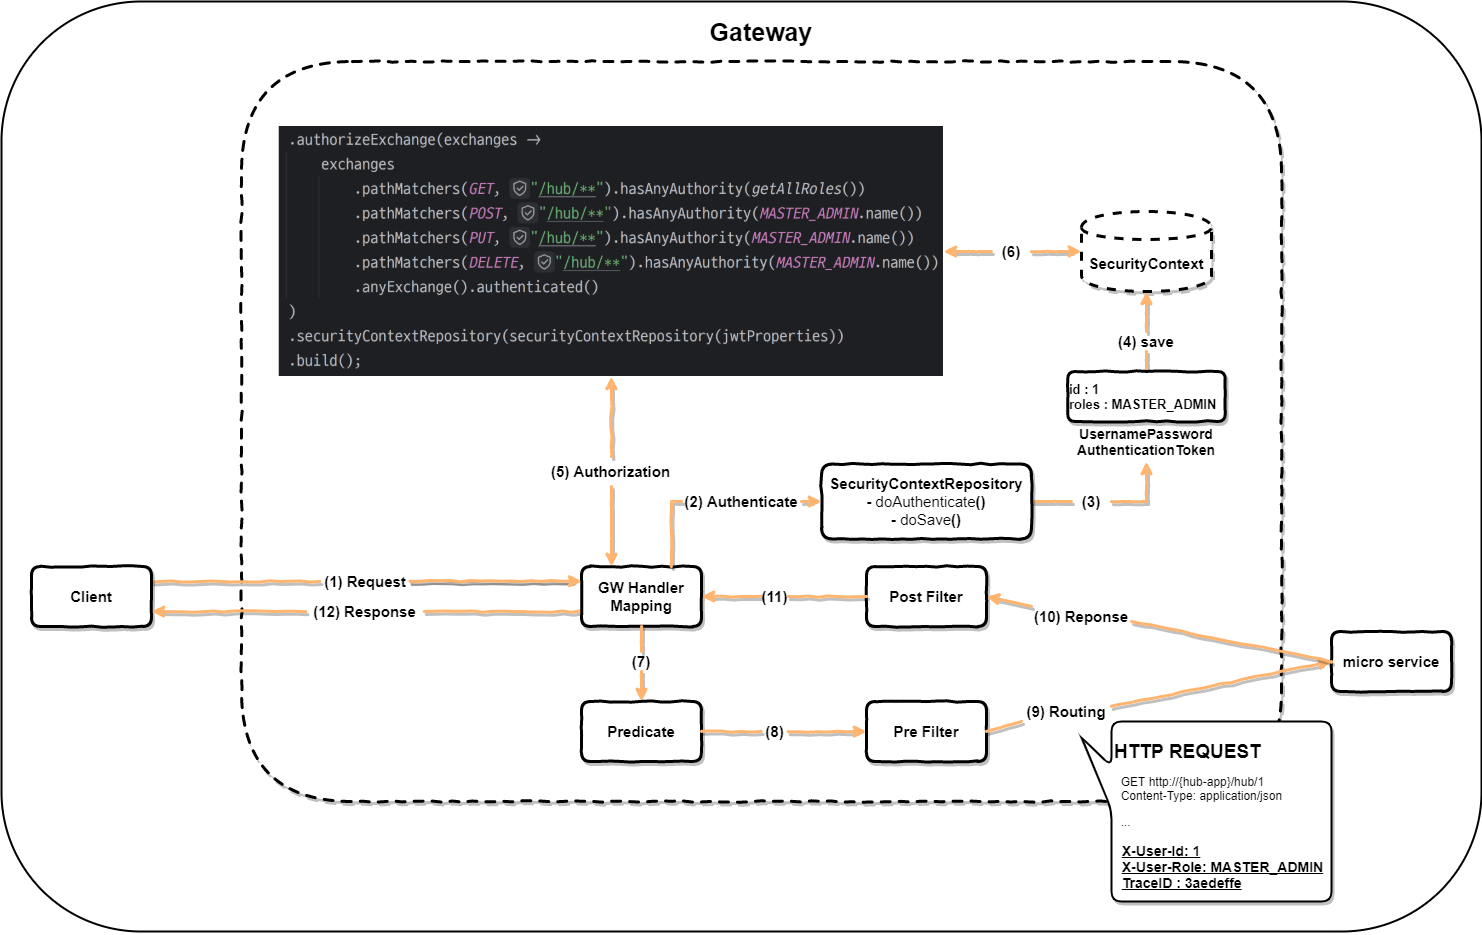 Gateway
.authorizeExchange(exchanges →
exchanges
.pathMatchers(GET, "/hub/**").hasAnyAuthority(getAllRoles())
.pathMatchers(POST, "/hub/**").hasAnyAuthority(MASTER_ADMIN.name())
.pathMatchers(PUT, "/hub/**").hasAnyAuthority(MASTER_ADMIN.name())
.pathMatchers(DELETE, "/hub/**").hasAnyAuthority(MASTER_ADMIN.name())
.anyExchange().authenticated()
)
.securityContextRepository(securityContextRepository(jwtProperties))
.build();
(6)
SecurityContext
(4) save
id : 1
roles : MASTER_ADMIN
UsernamePassword
AuthenticationToken
(5) Authorization
(2) Authenticate
SecurityContextRepository
- doAuthenticate()
- doSave()
(3)
Client
(1) Request
(12) Response
GW Handler
Mapping
(11)
Post Filter
(10) Reponse
micro service
(7)
Predicate
(8)
Pre Filter
(9) Routing
HTTP REQUEST
GET http://{hub-app}/hub/1
Content-Type: application/json
...
X-User-Id: 1
X-User-Role: MASTER_ADMIN
TraceID : 3aedeffe